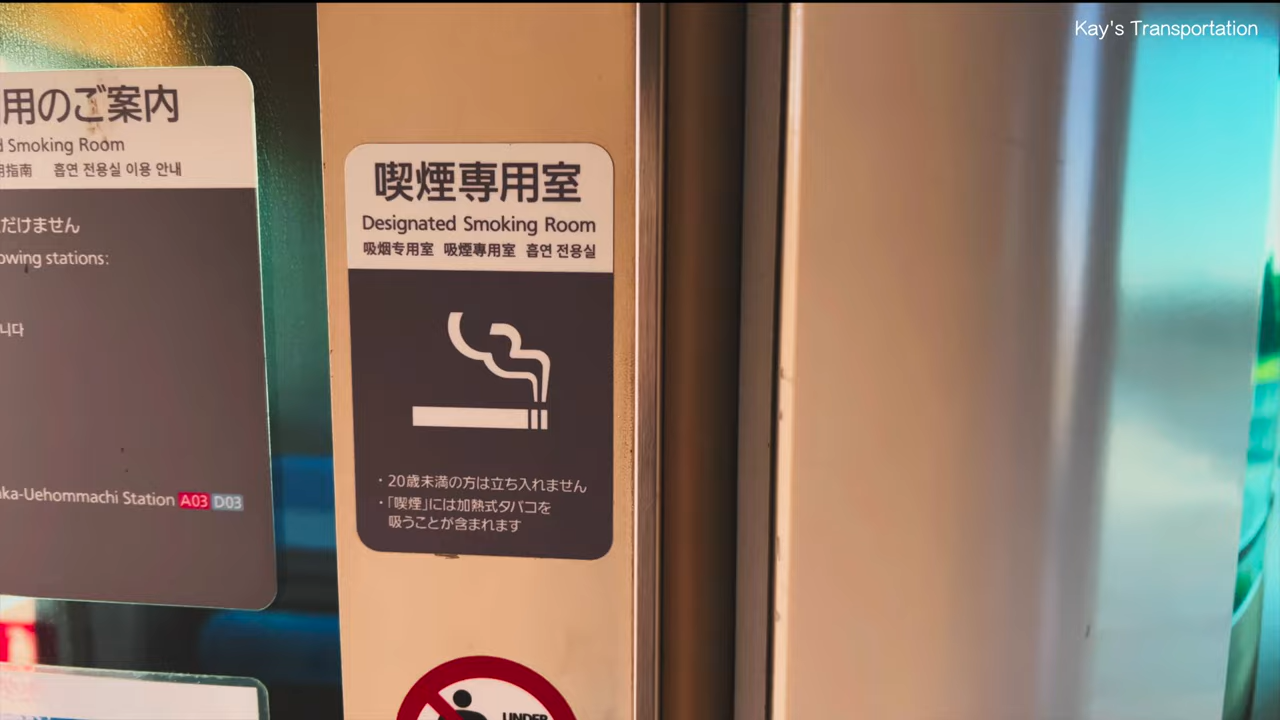 Kay's Transportation
用のご案内
Smoking Room
用指南 흡연 전용실 이용 안내
だけません
owing stations:
니다
ka-Uehommachi Station A03 D03
喫煙専用室
Designated Smoking Room
吸烟专用室 吸煙專用室 흡연 전용실
・20歳未満の方は立ち入れません
・「喫煙」には加熱式タバコを
吸うことが含まれます
UNDER